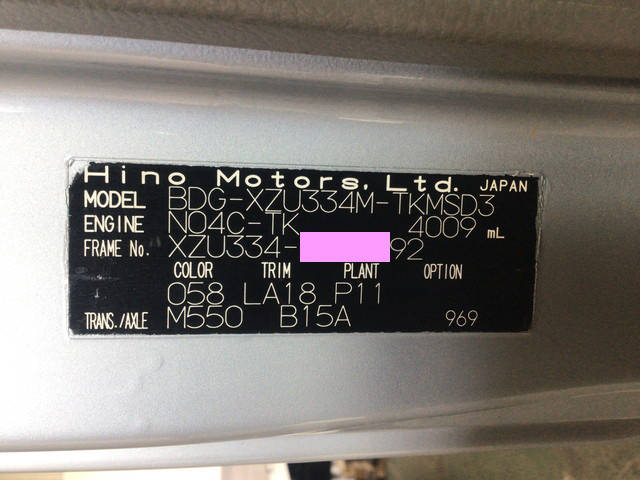 Hino Motors, Ltd. JAPAN
MODEL BDG-XZU334M-TKMSD3
ENGINE N04C-TK 4009 mL
FRAME No. XZU334- 92
COLOR TRIM PLANT OPTION
058 LA18 P11
TRANS./AXLE M550 B15A 969